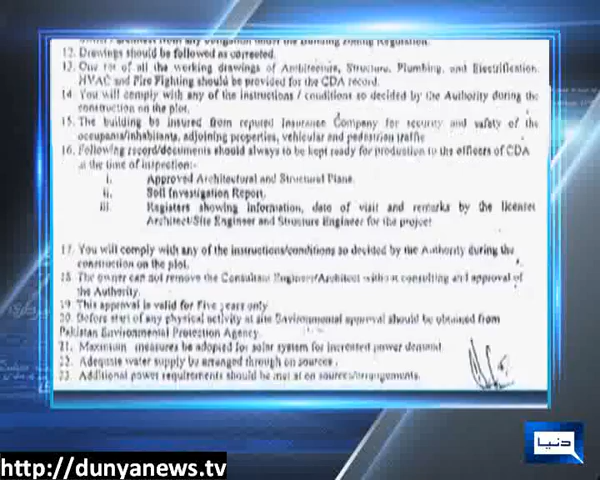 12. Drawings should be followed as corrected.
13. One set of all the working drawings of Architecture, Structure, Plumbing, and Electrification,
HVAC and Fire Fighting should be provided for the CDA record.
14. You will comply with any of the instructions / conditions so decided by the Authority during the
construction on the plot.
15. The building be insured from reputed Insurance Company for security and safety of the
occupants/inhabitants, adjoining properties, vehicular and pedestrian traffic
16. Following record/documents should always to be kept ready for production to the officers of CDA
at the time of inspection:-
i. Approved Architectural and Structural Plans.
ii. Soil Investigation Report.
iii. Registers showing information, date of visit and remarks by the
Architect/Site Engineer and Structure Engineer for the project
17. You will comply with any of the instructions/conditions so decided by the Authority during the
construction on the plot.
18. The owner can not remove the Consultant Engineer/Architect without consulting and approval of
the Authority.
19. This approval is valid for Five years only
20. Before start of any physical activity at site Environmental approval should be obtained from
Pakistan Environmental Protection Agency.
21. Maximum measures be adopted for solar system for increased power demand
22. Adequate water supply be arranged through on sources .
23. Additional power requirements should be met at on sources/arrangements.
دنیا
http://dunyanews.tv